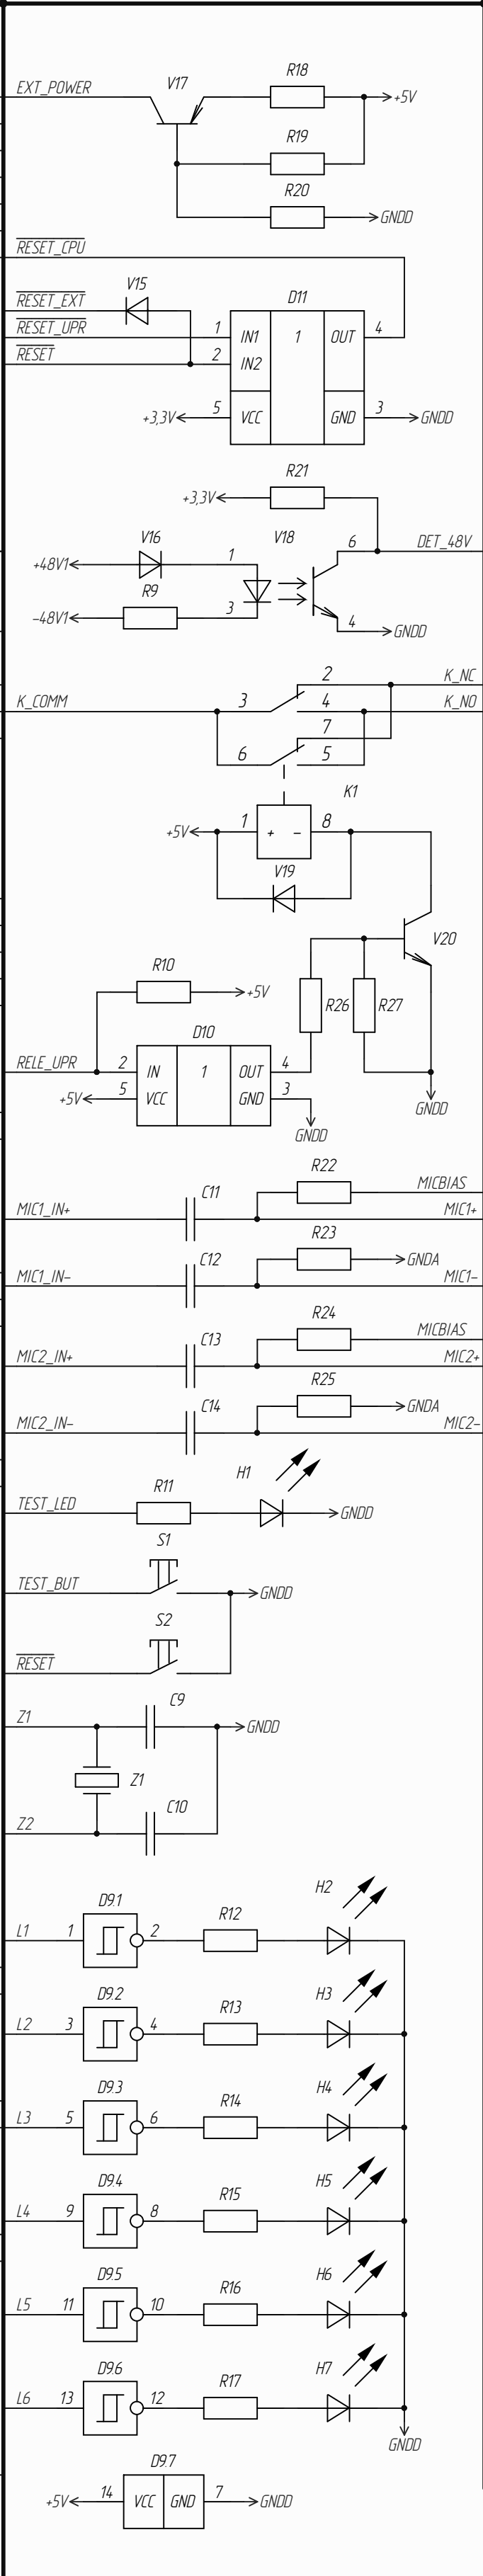 EXT_POWER
V17
R18
+5V
R19
R20
GNDD
RESET_CPU
V15
D11
RESET_EXT
RESET_UPR
1 IN1 1 OUT 4
RESET
2 IN2
+3,3V 5 VCC GND 3 GNDD
R21
+3,3V
V16 V18 6 DET_48V
+48V1 1
R9
-48V1 3 4
GNDD
2 K_NC
K_COMM 3 4 K_NO
7
6 5
K1
+5V 1 + - 8
V19
V20
R10
+5V
R26 R27
D10
RELE_UPR 2 IN 1 OUT 4
+5V 5 VCC GND 3
GNDD
GNDD
R22 MICBIAS
MIC1_IN+ C11 MIC1+
R23
GNDA
MIC1_IN- C12 MIC1-
R24 MICBIAS
MIC2_IN+ C13 MIC2+
R25
GNDA
MIC2_IN- C14 MIC2-
H1
R11
TEST_LED GNDD
S1
TEST_BUT GNDD
S2
RESET
Z1 C9 GNDD
Z1
Z2 C10
D9.1 H2
L1 1 2 R12
D9.2 H3
L2 3 4 R13
D9.3 H4
L3 5 6 R14
D9.4 H5
L4 9 8 R15
D9.5 H6
L5 11 10 R16
D9.6 H7
L6 13 12 R17
GNDD
D9.7
+5V 14 VCC GND 7 GNDD